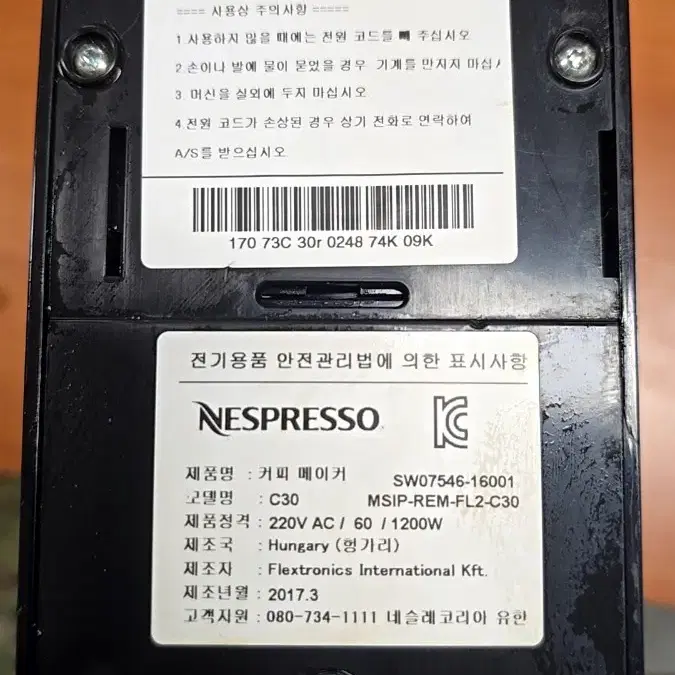 ==== 사용상 주의사항 =====
1.사용하지 않을 때에는 전원 코드를 빼 주십시오
2.손이나 발에 물이 묻었을 경우 기계를 만지지 마십시
3 머신을 실외에 두지 마십시오
4.전원 코드가 손상된 경우 상기 전화로 연락하여
A/S를 받으십시오
170 73C 30r 0248 74K 09K
전기용품 안전관리법에 의한 표시사항
NESPRESSO
제품명 : 커피 메이커 SW07546-16001
모델명 : C30 MSIP-REM-FL2-C30
제품정격 : 220V AC / 60 / 1200W
제조국 : Hungary (헝가리)
제조자 : Flextronics International Kft.
제조년월 : 2017.3
고객지원 : 080-734-1111 네슬레코리아 유한